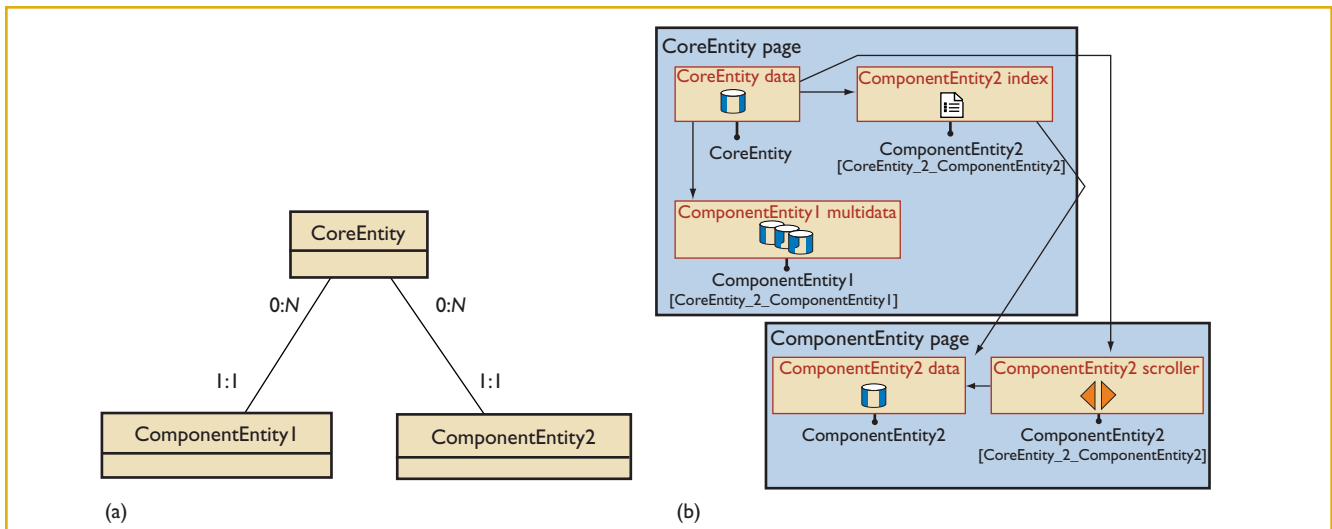 CoreEntity
0:N
0:N
1:1
1:1
ComponentEntity1
ComponentEntity2
(a)
CoreEntity page
CoreEntity data
ComponentEntity2 index
CoreEntity
ComponentEntity2
[CoreEntity_2_ComponentEntity2]
ComponentEntity1 multidata
ComponentEntity1
[CoreEntity_2_ComponentEntity1]
ComponentEntity page
ComponentEntity2 data
ComponentEntity2 scroller
ComponentEntity2
ComponentEntity2
[CoreEntity_2_ComponentEntity2]
(b)